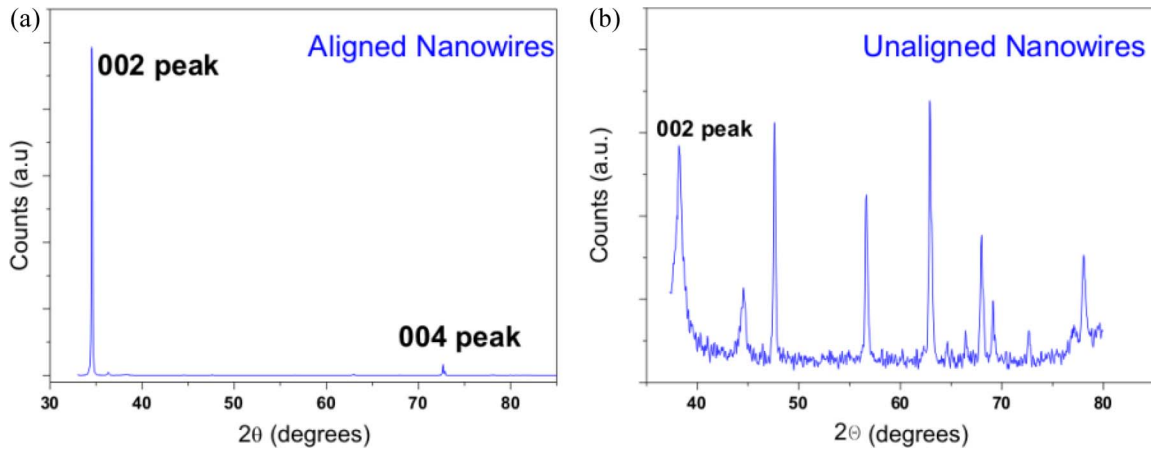 (a)
Aligned Nanowires
002 peak
004 peak
Counts (a.u)
30 40 50 60 70 80
2θ (degrees)
(b)
Unaligned Nanowires
002 peak
Counts (a.u.)
40 50 60 70 80
2Θ (degrees)